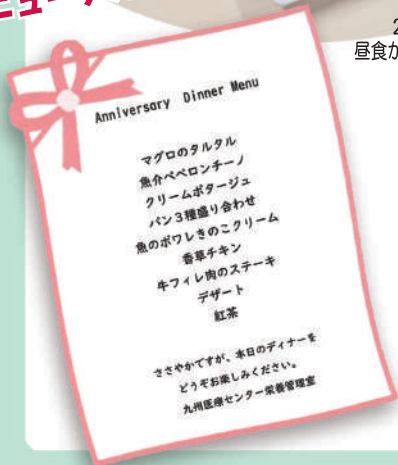 ニュー
2
昼食か
Anniversary Dinner Menu
マグロのタルタル
魚介ペペロンチーノ
クリームポタージュ
パン3種盛り合わせ
魚のポワレきのこクリーム
香草チキン
牛フィレ肉のステーキ
デザート
紅茶
ささやかですが、本日のディナーを
どうぞお楽しみください。
九州医療センター栄養管理室